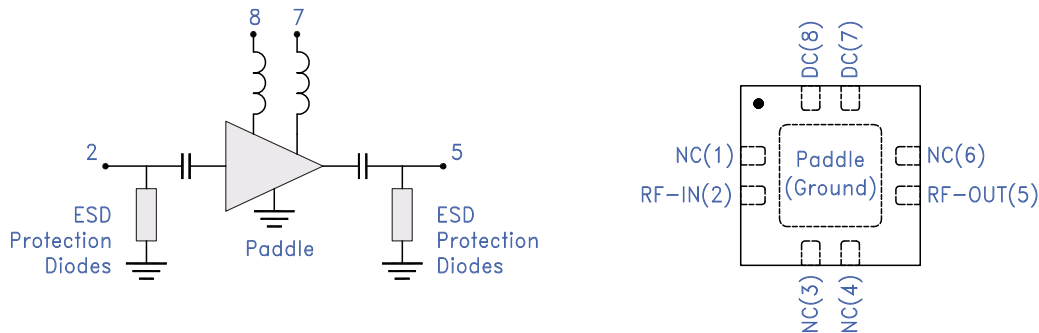 8
7
2
5
ESD
Protection
Diodes
Paddle
ESD
Protection
Diodes
DC(8)
DC(7)
NC(1)
RF-IN(2)
Paddle
(Ground)
NC(6)
RF-OUT(5)
NC(3)
NC(4)